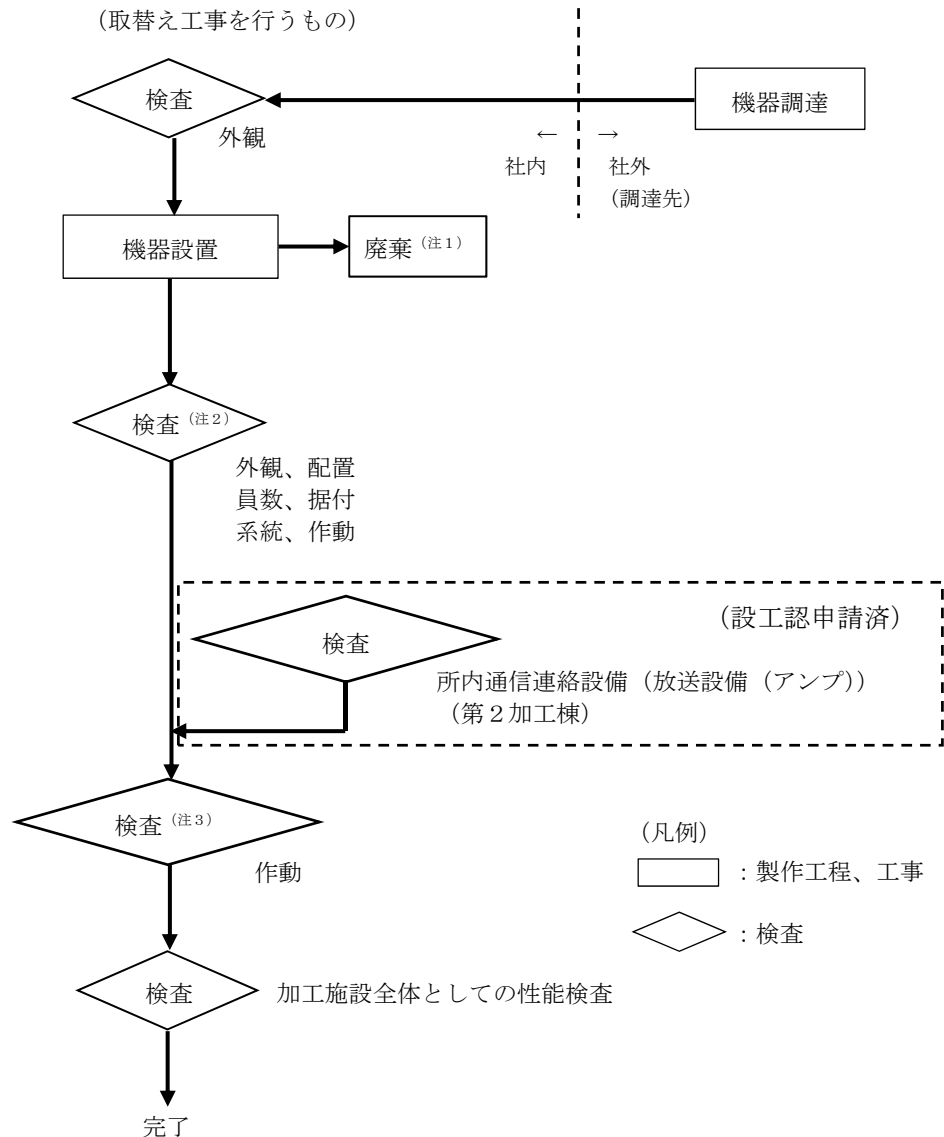 （取替え工事を行うもの）
検査
機器調達
外観
← →
社内 社外
（調達先）
機器設置
廃棄（注１）
検査（注２）
外観、配置
員数、据付
系統、作動
（設工認申請済）
検査
所内通信連絡設備（放送設備（アンプ））
（第２加工棟）
検査（注３）
作動
（凡例）
：製作工程、工事
：検査
検査
加工施設全体としての性能検査
完了